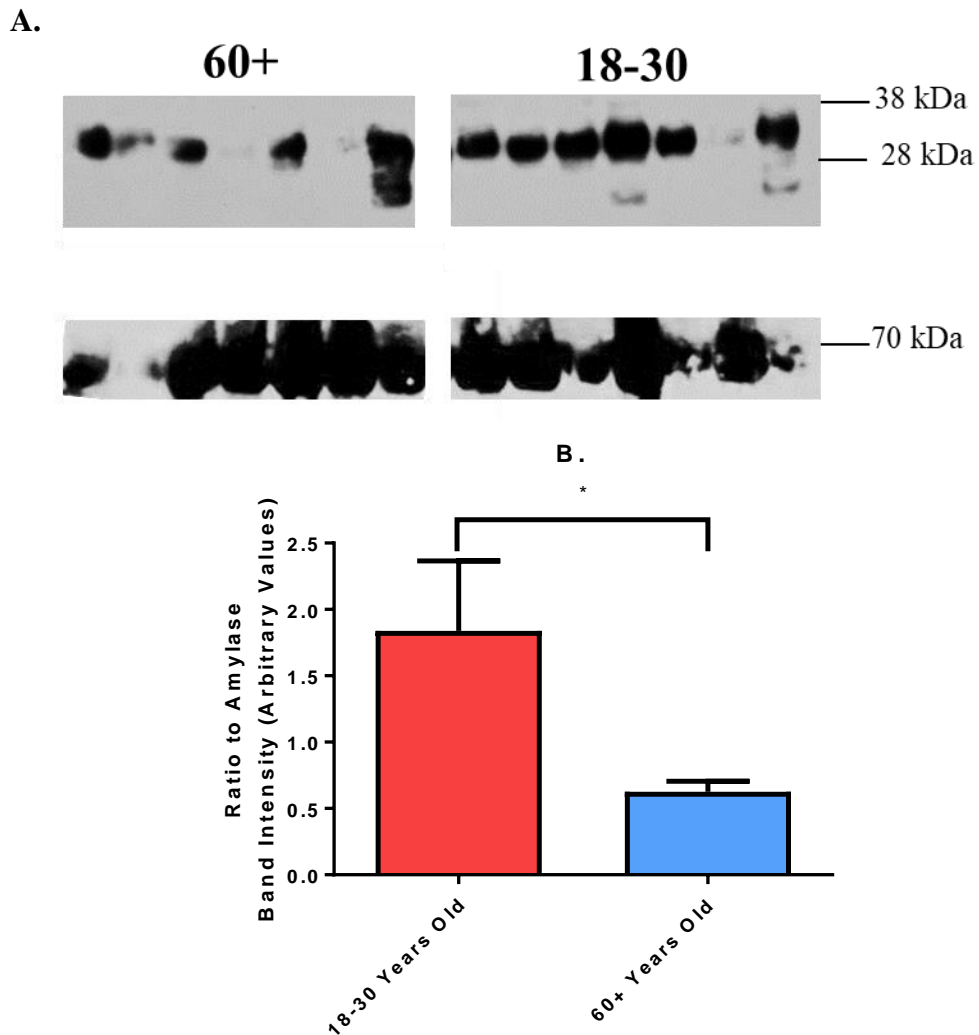 A.
60+
18-30
38 kDa
28 kDa
70 kDa
B.
*
Ratio to Amylase
Band Intensity (Arbitrary Values)
2.5
2.0
1.5
1.0
0.5
0.0
18-30 Years Old
60+ Years Old